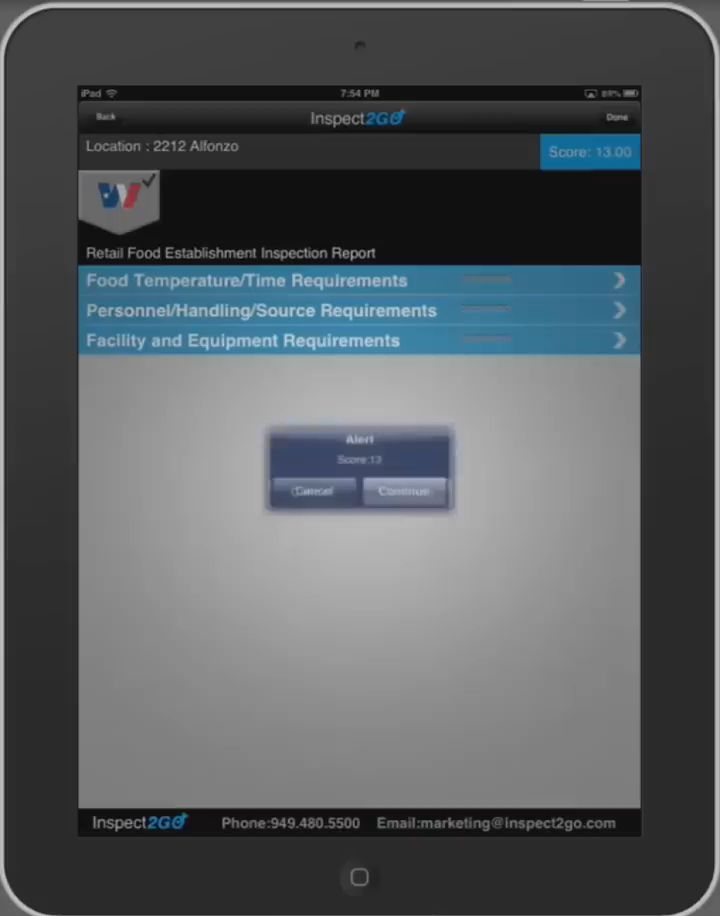 iPad 7:54 PM 89%
Back Inspect2GO Done
Location : 2212 Alfonzo Score: 13.00
W
Retail Food Establishment Inspection Report
Food Temperature/Time Requirements
Personnel/Handling/Source Requirements
Facility and Equipment Requirements
Alert
Score:13
Cancel Continue
Inspect2GO Phone:949.480.5500 Email:marketing@inspect2go.com